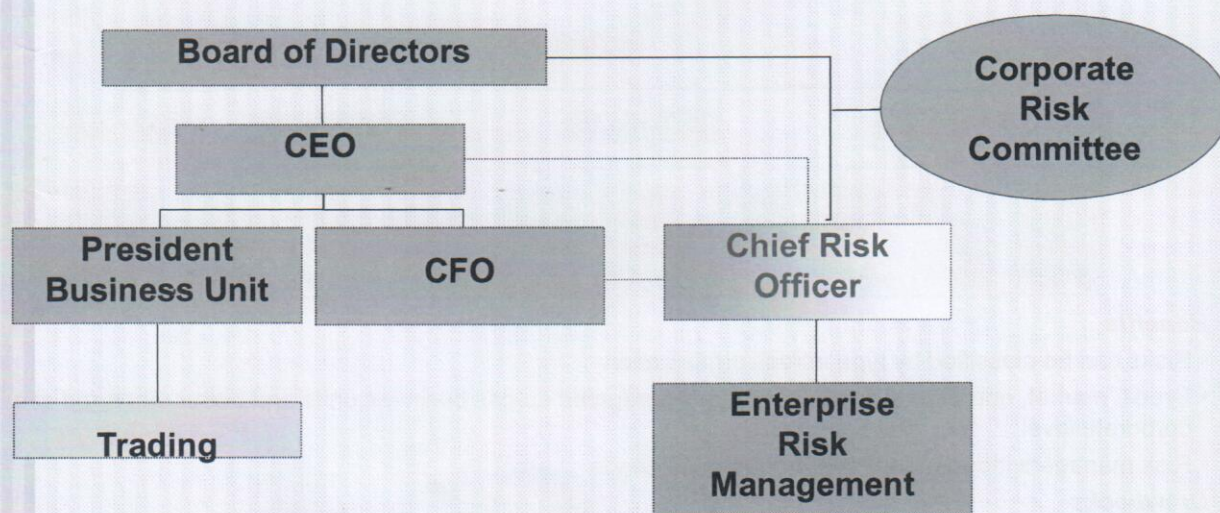 Board of Directors
Corporate
Risk
Committee
CEO
President
Business Unit
CFO
Chief Risk
Officer
Trading
Enterprise
Risk
Management